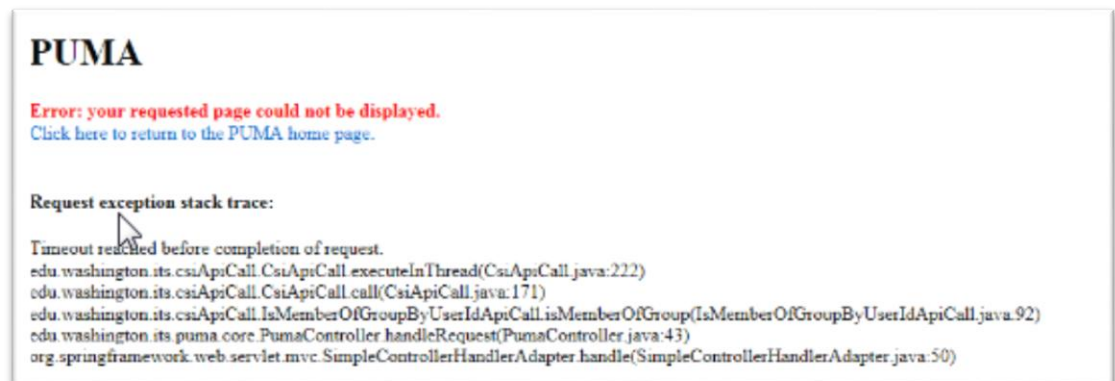 PUMA
Error: your requested page could not be displayed.
Click here to return to the PUMA home page.
Request exception stack trace:
Timeout reached before completion of request.
edu.washington.its.csiApiCall.CsiApiCall.executeInThread(CsiApiCall.java:222)
edu.washington.its.csiApiCall.CsiApiCall.call(CsiApiCall.java:171)
edu.washington.its.csiApiCall.IsMemberOfGroupByUserIdApiCall.isMemberOfGroup(IsMemberOfGroupByUserIdApiCall.java:92)
edu.washington.its.puma.core.PumaController.handleRequest(PumaController.java:43)
org.springframework.web.servlet.mvc.SimpleControllerHandlerAdapter.handle(SimpleControllerHandlerAdapter.java:50)